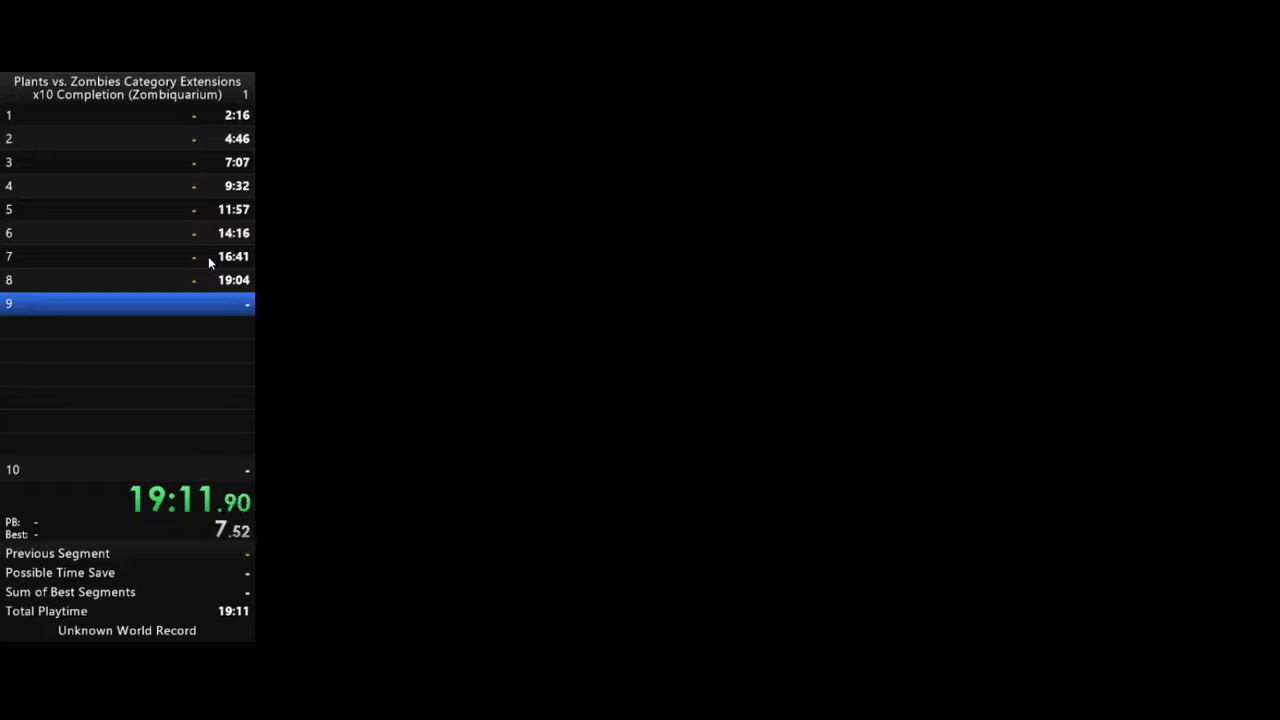 Plants vs. Zombies Category Extensions
x10 Completion (Zombiquarium) 1
1 - 2:16
2 - 4:46
3 - 7:07
4 - 9:32
5 - 11:57
6 - 14:16
7 - 16:41
8 - 19:04
9 -
10 -
19:11.90
PB: -
Best: - 7.52
Previous Segment -
Possible Time Save -
Sum of Best Segments -
Total Playtime 19:11
Unknown World Record